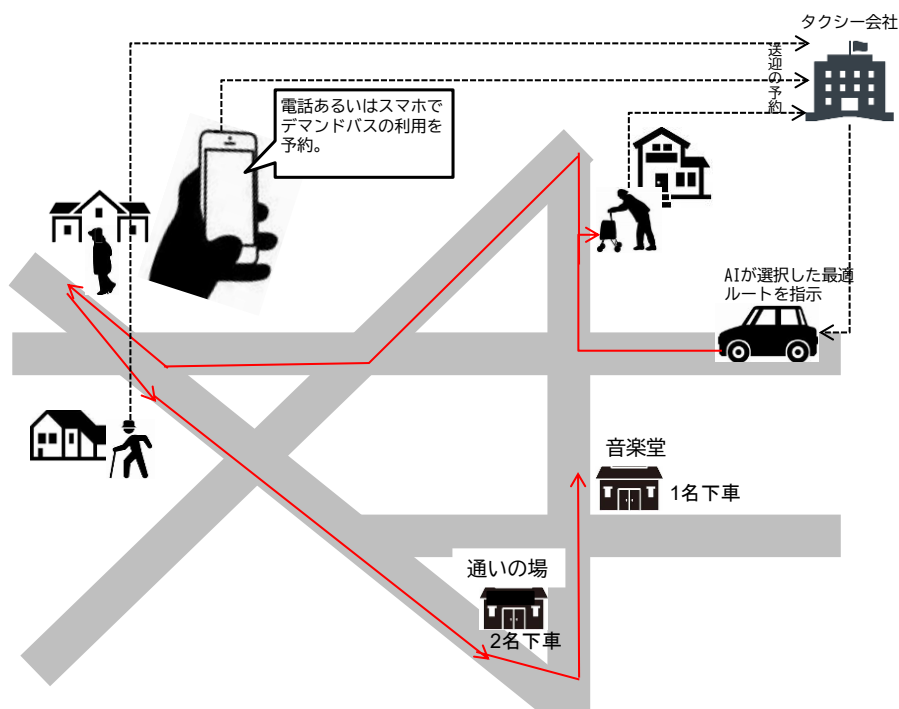 タクシー会社
送迎の予約
電話あるいはスマホで
デマンドバスの利用を
予約。
AIが選択した最適
ルートを指示
音楽堂
1名下車
通いの場
2名下車